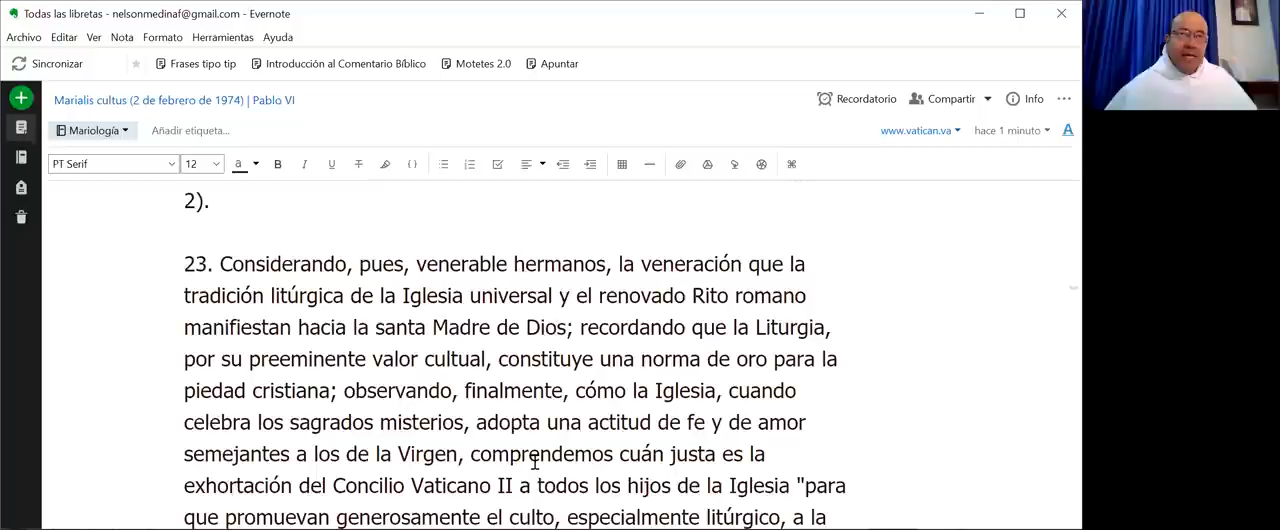 Todas las libretas - nelsonmedinaf@gmail.com - Evernote
Archivo Editar Ver Nota Formato Herramientas Ayuda
Sincronizar Frases tipo tip Introducción al Comentario Bíblico Motetes 2.0 Apuntar
Marialis cultus (2 de febrero de 1974) | Pablo VI Recordatorio Compartir Info
Mariología Añadir etiqueta... www.vatican.va hace 1 minuto A
PT Serif 12 a B I U T
2).
23. Considerando, pues, venerable hermanos, la veneración que la
tradición litúrgica de la Iglesia universal y el renovado Rito romano
manifiestan hacia la santa Madre de Dios; recordando que la Liturgia,
por su preeminente valor cultual, constituye una norma de oro para la
piedad cristiana; observando, finalmente, cómo la Iglesia, cuando
celebra los sagrados misterios, adopta una actitud de fe y de amor
semejantes a los de la Virgen, comprendemos cuán justa es la
exhortación del Concilio Vaticano II a todos los hijos de la Iglesia "para
que promuevan generosamente el culto, especialmente litúrgico, a la